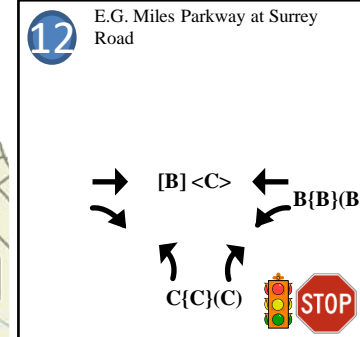 12
E.G. Miles Parkway at Surrey
Road
[B] <C>
B{B}(B
C{C}(C)
STOP